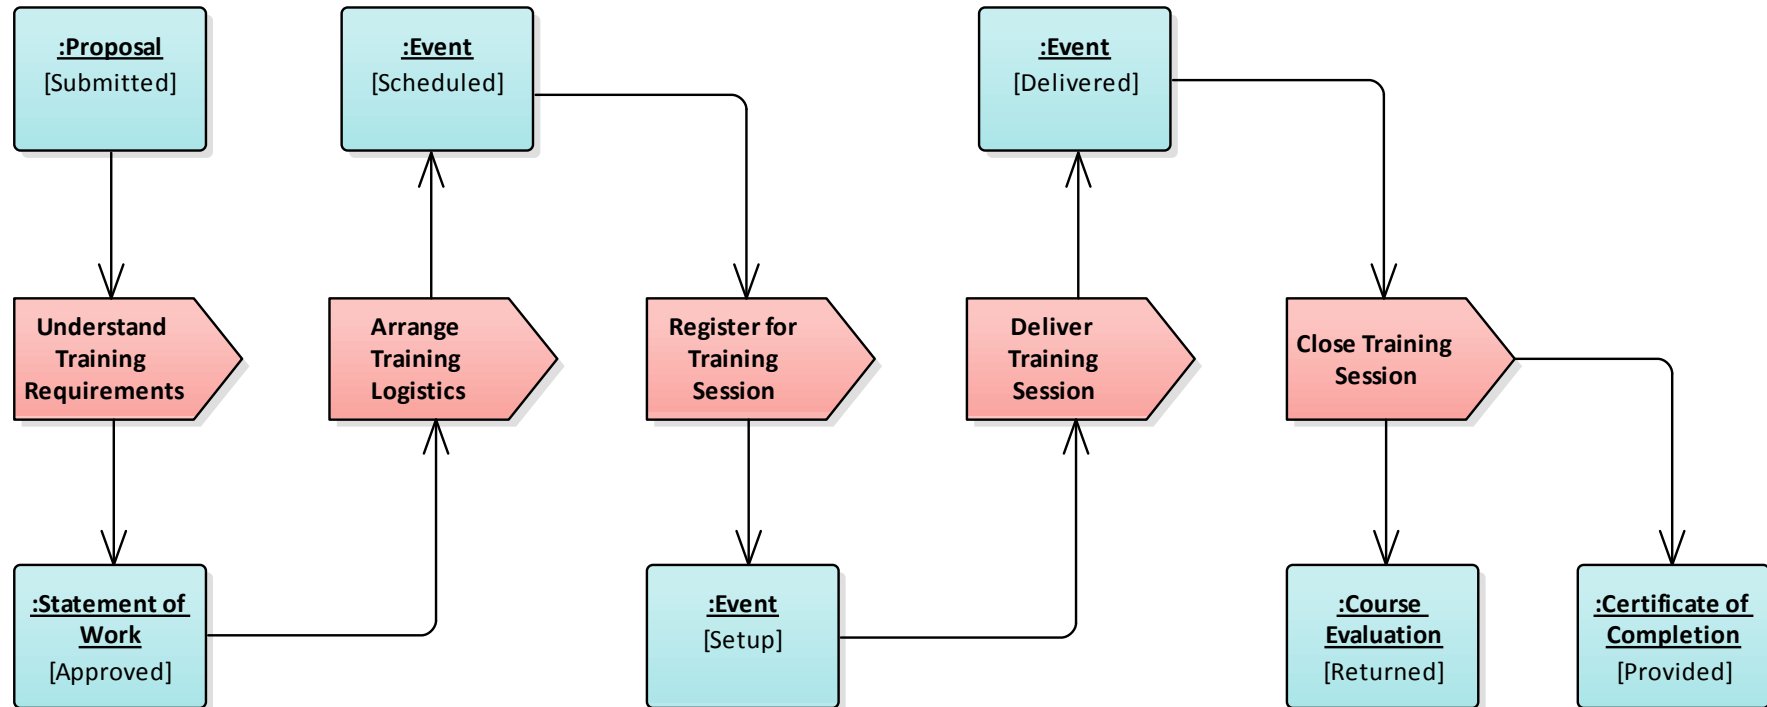 :Proposal
[Submitted]
:Event
[Scheduled]
:Event
[Delivered]
Understand
Training
Requirements
Arrange
Training
Logistics
Register for
Training
Session
Deliver
Training
Session
Close Training
Session
:Statement of
Work
[Approved]
:Event
[Setup]
:Course
Evaluation
[Returned]
:Certificate of
Completion
[Provided]